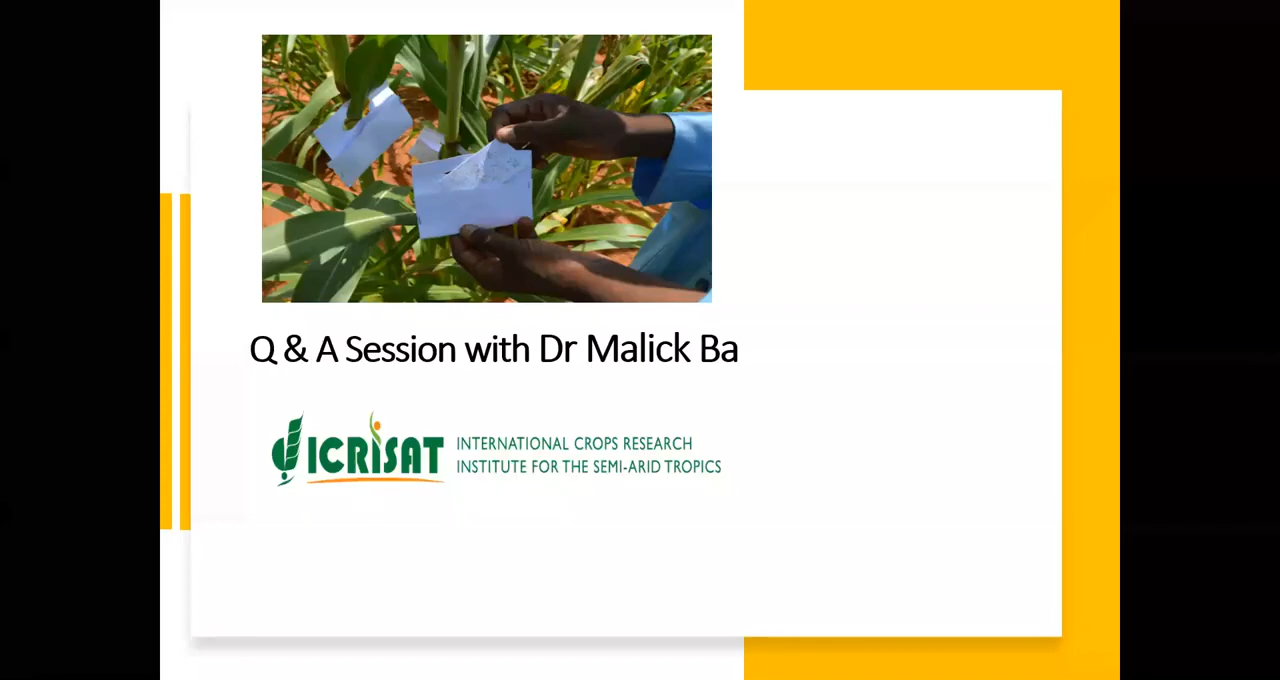 Q & A Session with Dr Malick Ba
ICRISAT
INTERNATIONAL CROPS RESEARCH
INSTITUTE FOR THE SEMI-ARID TROPICS